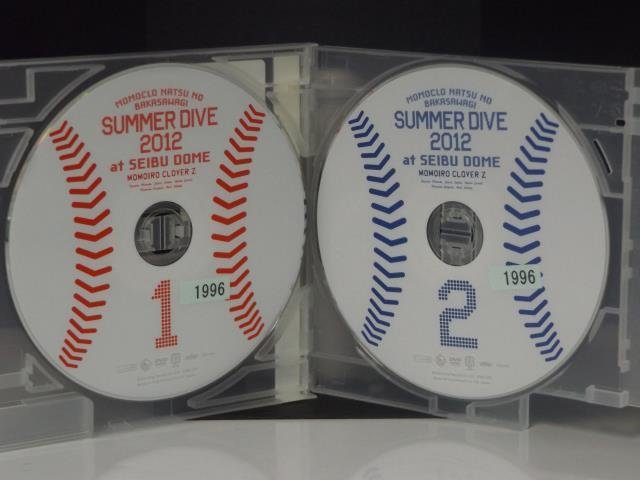 MOMOCLO NATSU NO
BAKASAWAGI
SUMMER DIVE
2012
at SEIBU DOME
MOMOIRO CLOVER Z
1
1996
MOMOCLO NATSU NO
BAKASAWAGI
SUMMER DIVE
2012
at SEIBU DOME
MOMOIRO CLOVER Z
2
1996